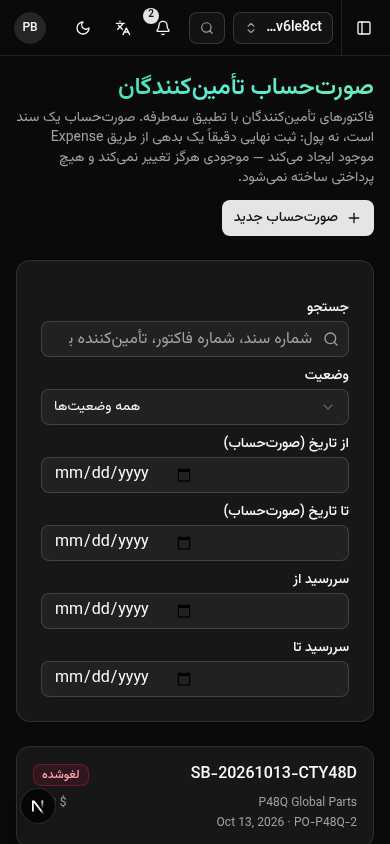 PB
2
...v6le8ct
صورت‌حساب تأمین‌کنندگان
فاکتورهای تأمین‌کنندگان با تطبیق سه‌طرفه. صورت‌حساب یک سند
است، نه پول: ثبت نهایی دقیقاً یک بدهی از طریق Expense
موجود ایجاد می‌کند — موجودی هرگز تغییر نمی‌کند و هیچ
پرداختی ساخته نمی‌شود.
صورت‌حساب جدید
جستجو
شماره سند، شماره فاکتور، تأمین‌کننده ی
وضعیت
همه وضعیت‌ها
از تاریخ (صورت‌حساب)
mm/dd/yyyy
تا تاریخ (صورت‌حساب)
mm/dd/yyyy
سررسید از
mm/dd/yyyy
سررسید تا
mm/dd/yyyy
SB-20261013-CTY48D
لغوشده
P48Q Global Parts
$
Oct 13, 2026 · PO-P48Q-2
N